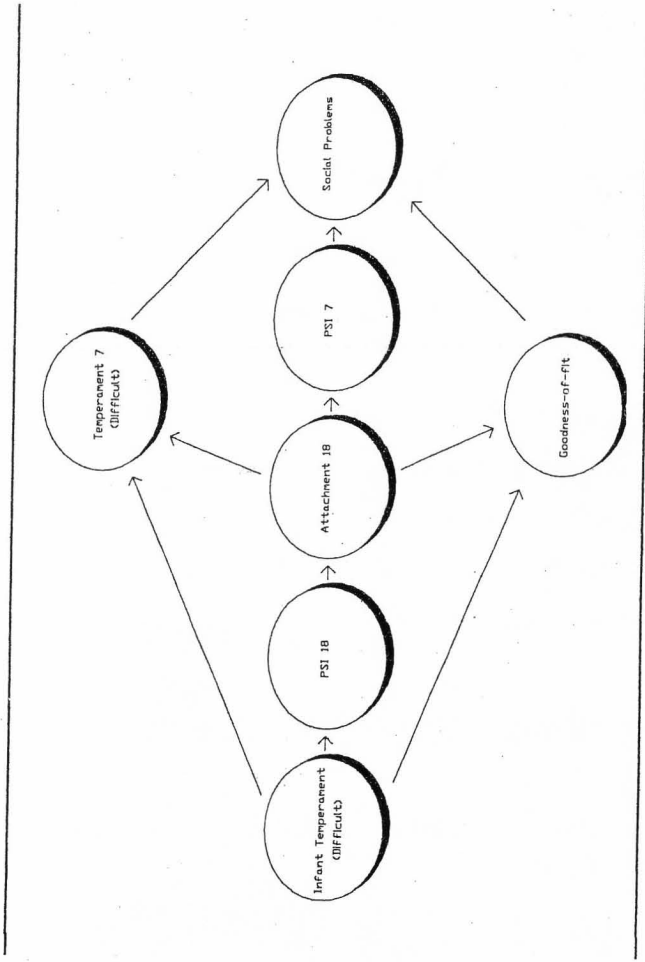 Temperament 7
(Difficult)
Infant Temperament
(Difficult)
PSI 18
Attachment 18
PSI 7
Social Problems
Goodness-of-fit